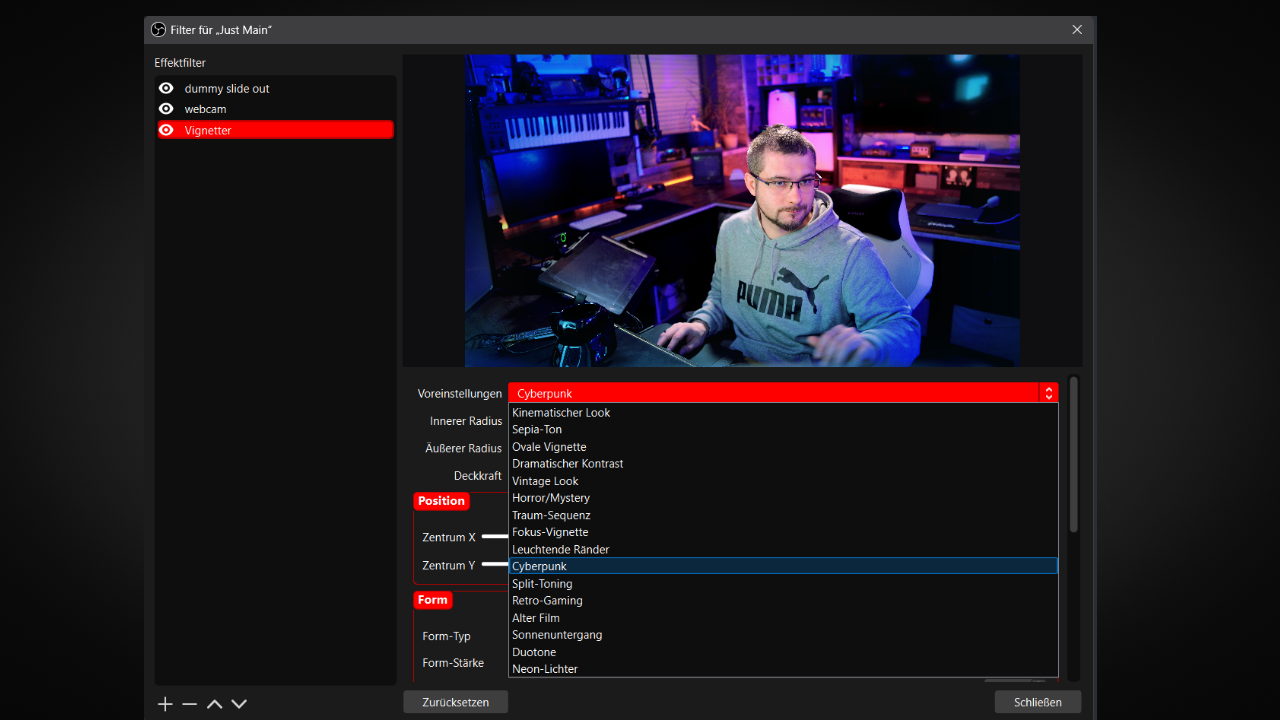 Filter für „Just Main“
Effektfilter
dummy slide out
webcam
Vignetter
PUMA
Voreinstellungen
Cyberpunk
Innerer Radius
Äußerer Radius
Deckkraft
Position
Zentrum X
Zentrum Y
Form
Form-Typ
Form-Stärke
Kinematischer Look
Sepia-Ton
Ovale Vignette
Dramatischer Kontrast
Vintage Look
Horror/Mystery
Traum-Sequenz
Fokus-Vignette
Leuchtende Ränder
Cyberpunk
Split-Toning
Retro-Gaming
Alter Film
Sonnenuntergang
Duotone
Neon-Lichter
Zurücksetzen
Schließen